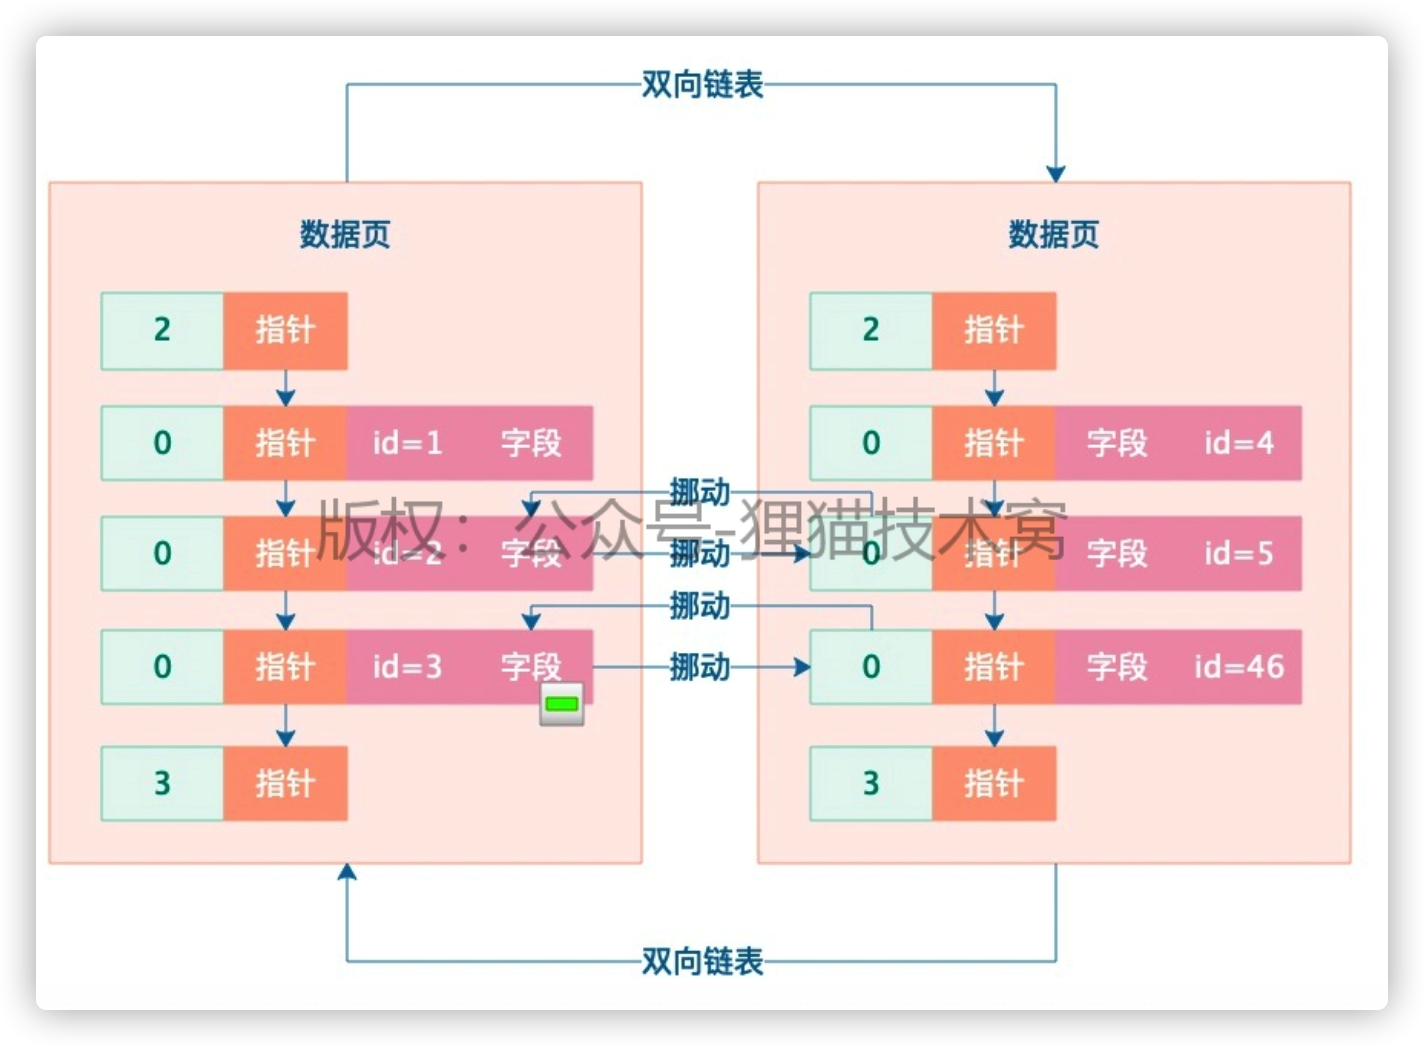 双向链表
数据页
2 指针
0 指针 id=1 字段
0 指针 id=2 字段
0 指针 id=3 字段
3 指针
挪动
挪动
挪动
挪动
数据页
2 指针
0 指针 字段 id=4
0 指针 字段 id=5
0 指针 字段 id=46
3 指针
双向链表
版权：公众号-狸猫技术窝